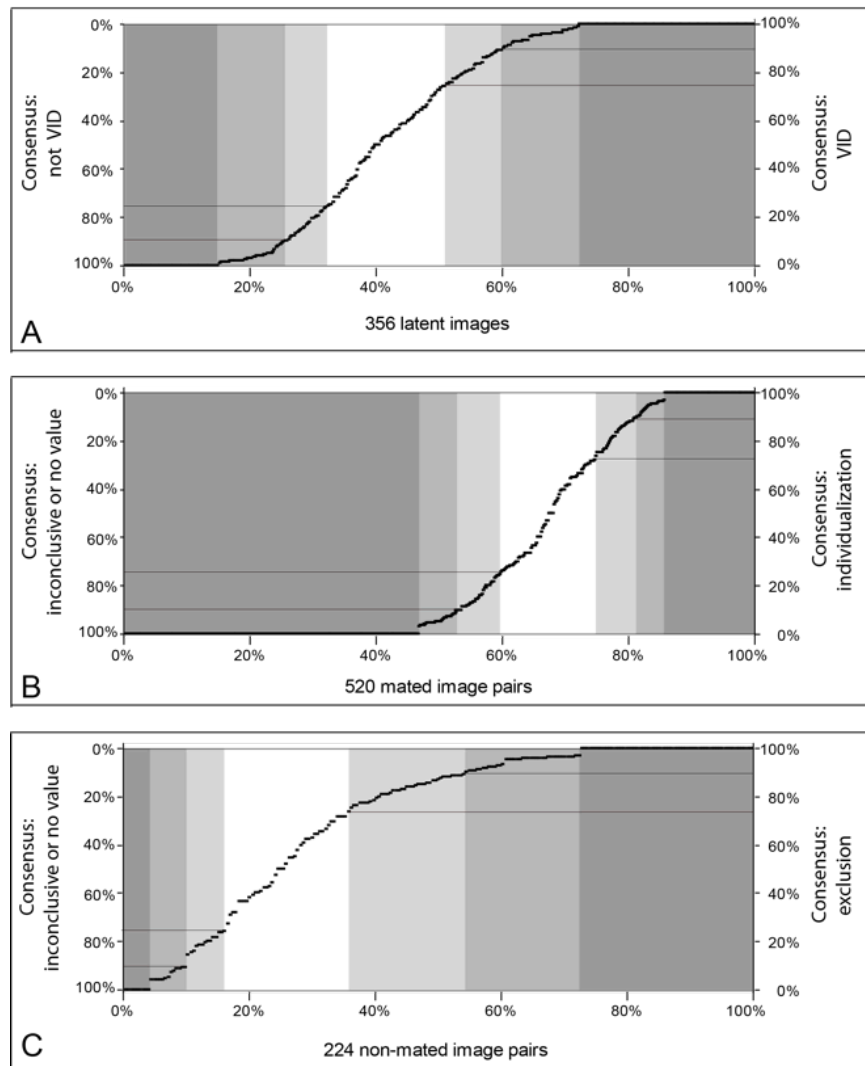 0%
20%
40%
60%
80%
100%
Consensus:
not VID
100%
80%
60%
40%
20%
0%
Consensus:
VID
0% 20% 40% 60% 80% 100%
356 latent images
A
0%
20%
40%
60%
80%
100%
Consensus:
inconclusive or no value
100%
80%
60%
40%
20%
0%
Consensus:
individualization
0% 20% 40% 60% 80% 100%
520 mated image pairs
B
0%
20%
40%
60%
80%
100%
Consensus:
inconclusive or no value
100%
80%
60%
40%
20%
0%
Consensus:
exclusion
0% 20% 40% 60% 80% 100%
224 non-mated image pairs
C